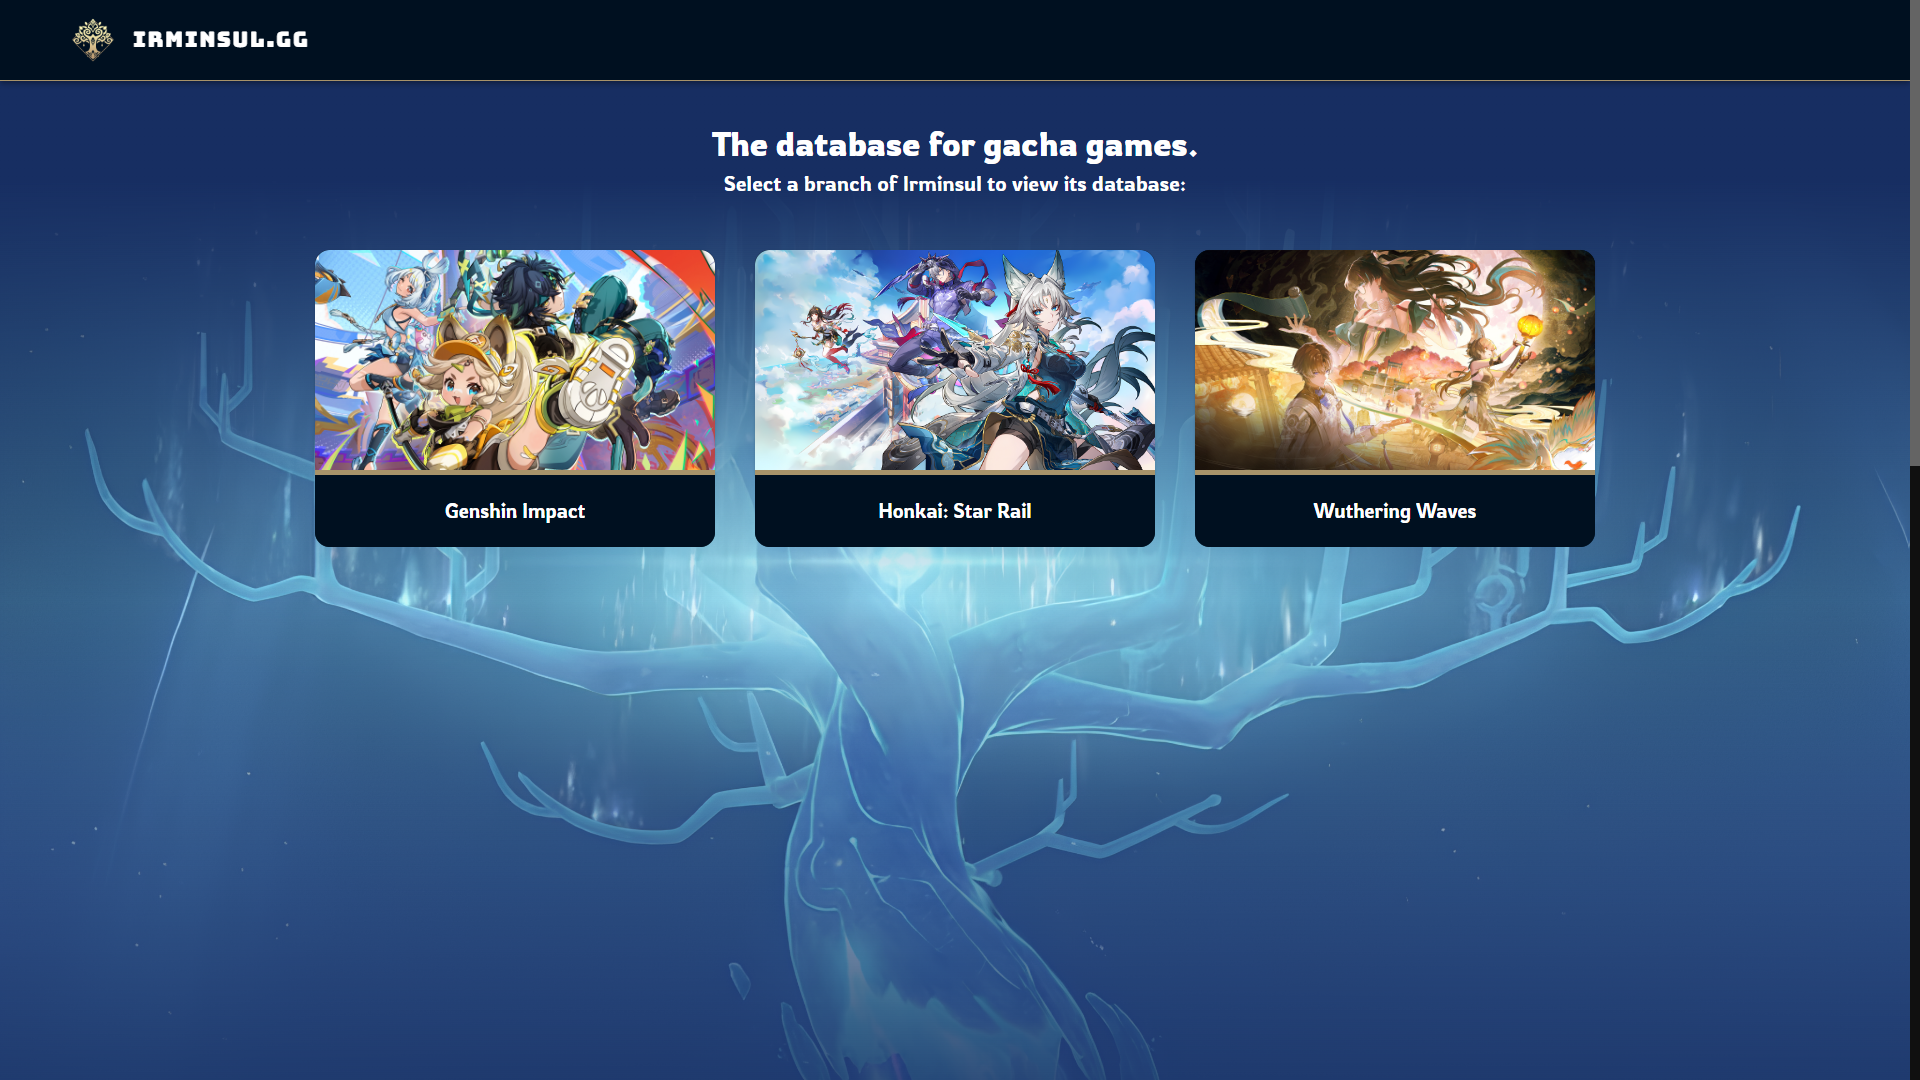 IRMINSUL.GG
The database for gacha games.
Select a branch of Irminsul to view its database:
Genshin Impact
Honkai: Star Rail
Wuthering Waves